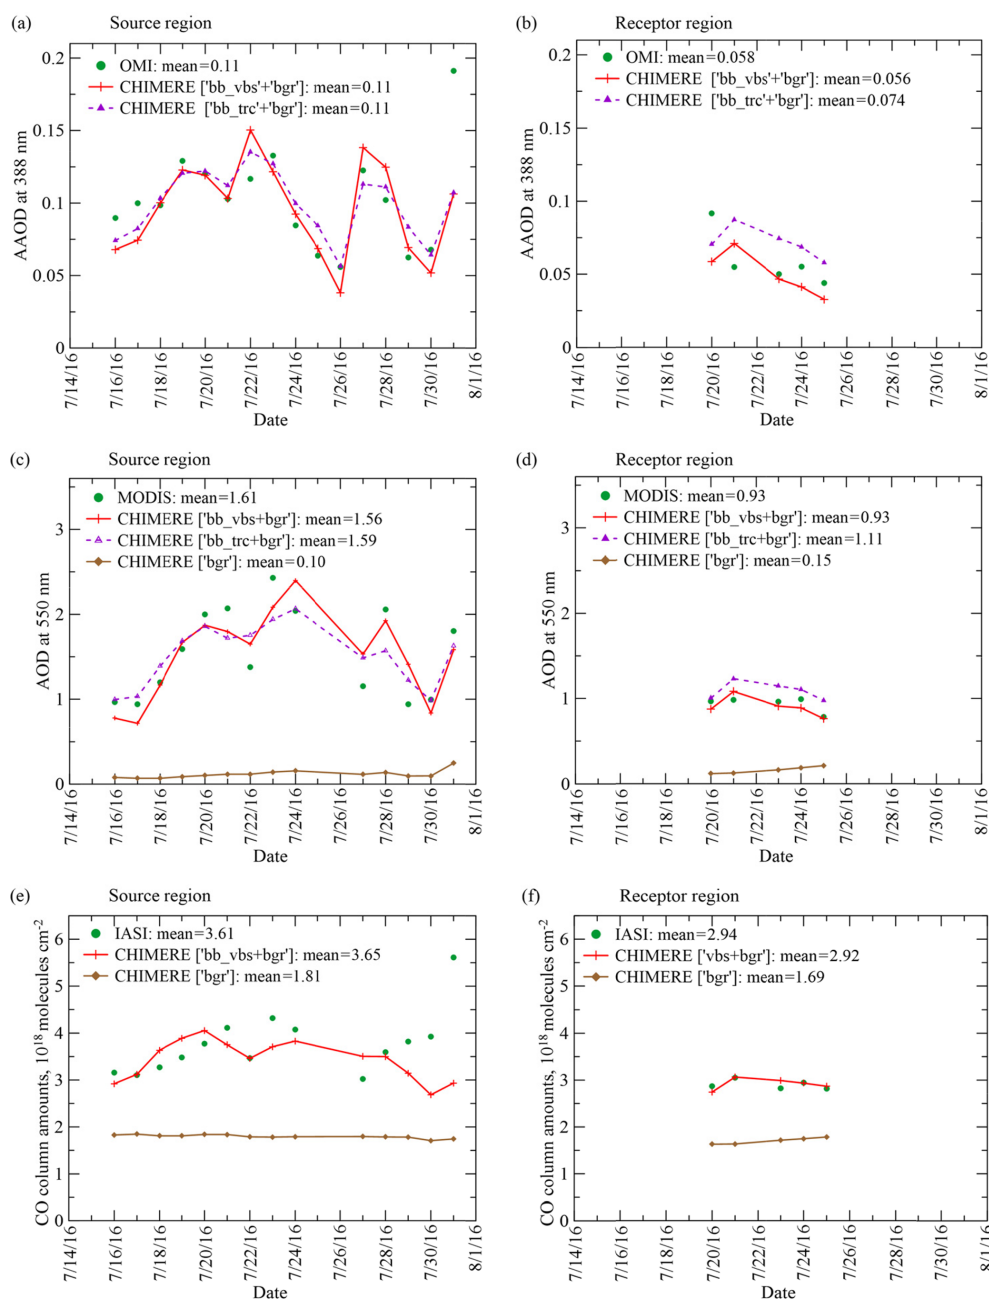 (a) Source region
OMI: mean=0.11
CHIMERE ['bb_vbs'+'bgr']: mean=0.11
CHIMERE ['bb_trc'+'bgr']: mean=0.11
0.2
0.15
0.1
0.05
0
AAOD at 388 nm
7/14/16 7/16/16 7/18/16 7/20/16 7/22/16 7/24/16 7/26/16 7/28/16 7/30/16 8/1/16
Date
(b) Receptor region
OMI: mean=0.058
CHIMERE ['bb_vbs'+'bgr']: mean=0.056
CHIMERE ['bb_trc'+'bgr']: mean=0.074
0.2
0.15
0.1
0.05
0
AAOD at 388 nm
7/14/16 7/16/16 7/18/16 7/20/16 7/22/16 7/24/16 7/26/16 7/28/16 7/30/16 8/1/16
Date
(c) Source region
MODIS: mean=1.61
CHIMERE ['bb_vbs+bgr']: mean=1.56
CHIMERE ['bb_trc+bgr']: mean=1.59
CHIMERE ['bgr']: mean=0.10
3
2
1
0
AOD at 550 nm
7/14/16 7/16/16 7/18/16 7/20/16 7/22/16 7/24/16 7/26/16 7/28/16 7/30/16 8/1/16
Date
(d) Receptor region
MODIS: mean=0.93
CHIMERE ['bb_vbs+bgr']: mean=0.93
CHIMERE ['bb_trc+bgr']: mean=1.11
CHIMERE ['bgr']: mean=0.15
3
2
1
0
AOD at 550 nm
7/14/16 7/16/16 7/18/16 7/20/16 7/22/16 7/24/16 7/26/16 7/28/16 7/30/16 8/1/16
Date
(e) Source region
IASI: mean=3.61
CHIMERE ['bb_vbs+bgr']: mean=3.65
CHIMERE ['bgr']: mean=1.81
6
5
4
3
2
1
0
CO column amounts, 10¹⁸ molecules cm⁻²
7/14/16 7/16/16 7/18/16 7/20/16 7/22/16 7/24/16 7/26/16 7/28/16 7/30/16 8/1/16
Date
(f) Receptor region
IASI: mean=2.94
CHIMERE ['vbs+bgr']: mean=2.92
CHIMERE ['bgr']: mean=1.69
6
5
4
3
2
1
0
CO column amounts, 10¹⁸ molecules cm⁻²
7/14/16 7/16/16 7/18/16 7/20/16 7/22/16 7/24/16 7/26/16 7/28/16 7/30/16 8/1/16
Date